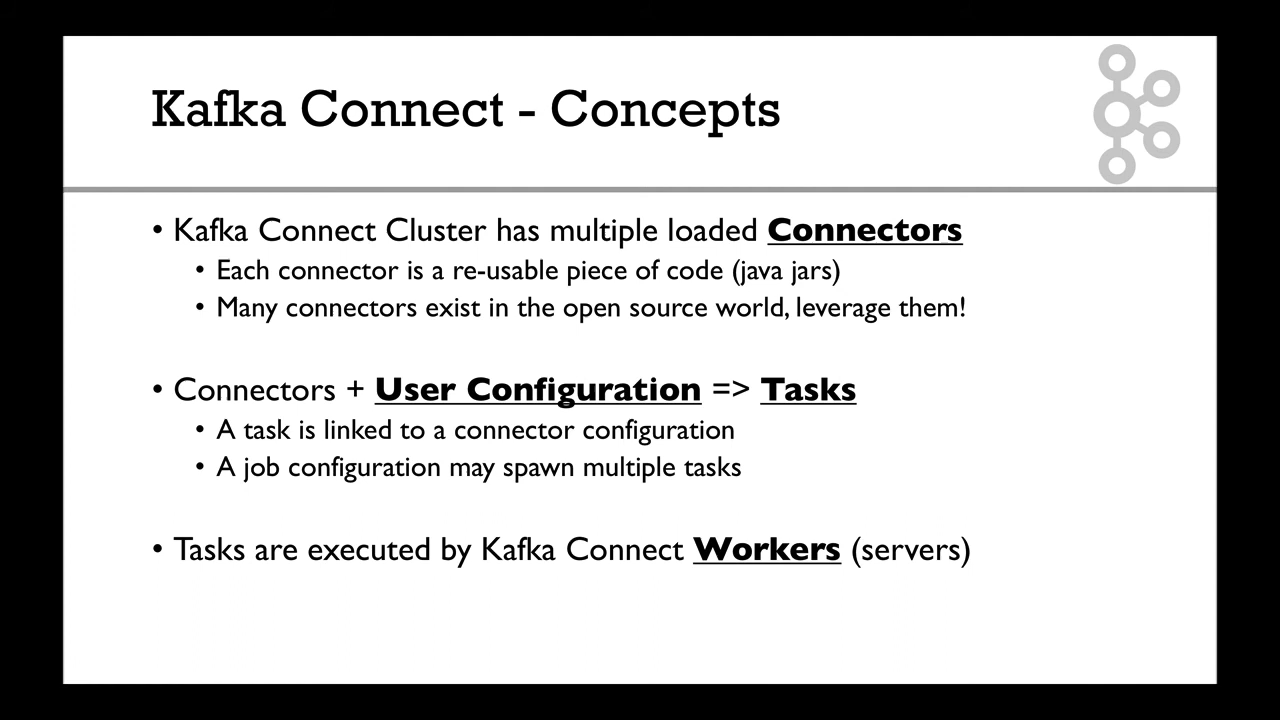 Kafka Connect - Concepts
• Kafka Connect Cluster has multiple loaded Connectors
• Each connector is a re-usable piece of code (java jars)
• Many connectors exist in the open source world, leverage them!
• Connectors + User Configuration => Tasks
• A task is linked to a connector configuration
• A job configuration may spawn multiple tasks
• Tasks are executed by Kafka Connect Workers (servers)